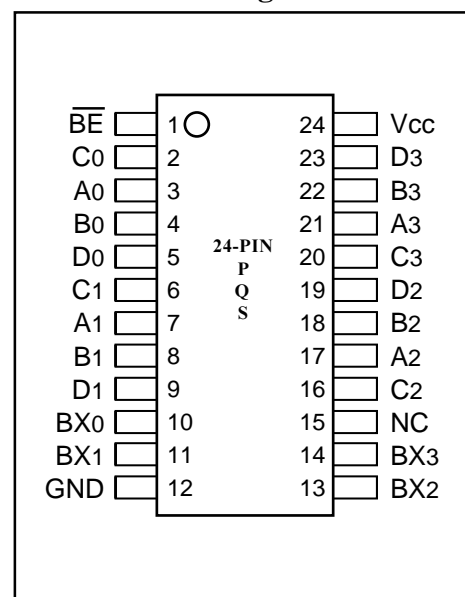 BE 1 24 Vcc
C0 2 23 D3
A0 3 22 B3
B0 4 21 A3
D0 5 20 C3
C1 6 19 D2
A1 7 18 B2
B1 8 17 A2
D1 9 16 C2
BX0 10 15 NC
BX1 11 14 BX3
GND 12 13 BX2
24-PIN
P
Q
S